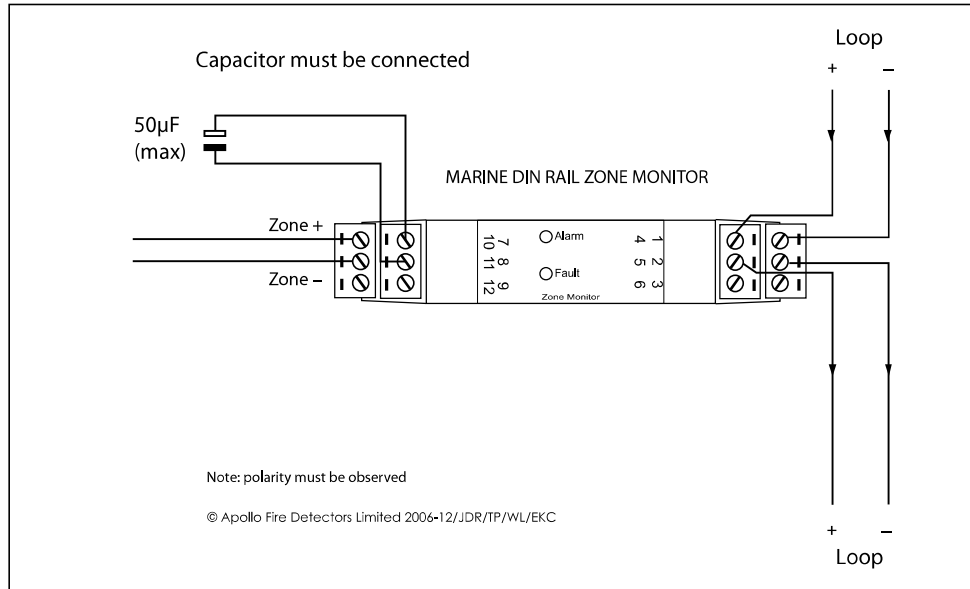 Loop
+ –
Capacitor must be connected
50µF
(max)
MARINE DIN RAIL ZONE MONITOR
Zone +
Zone –
7
10
8
11
9
12
Alarm
Fault
Zone Monitor
1
4
2
5
3
6
Note: polarity must be observed
© Apollo Fire Detectors Limited 2006-12/JDR/TP/WL/EKC
+ –
Loop